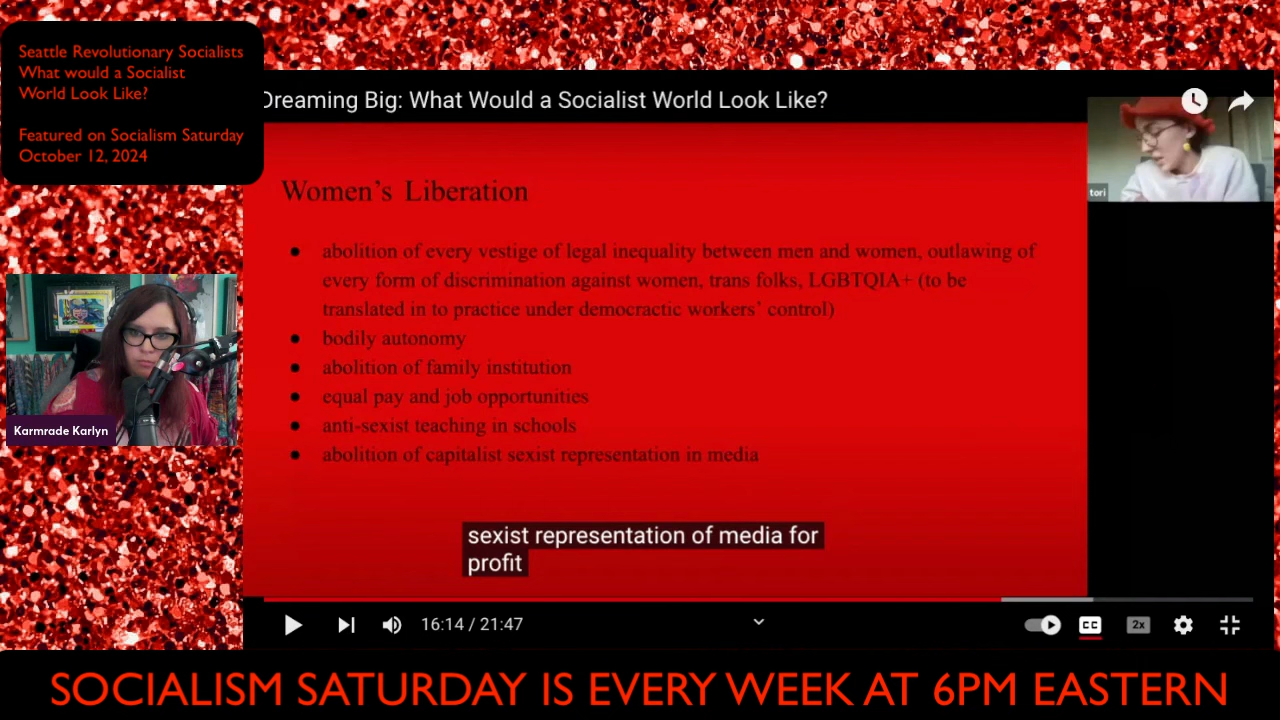 Seattle Revolutionary Socialists
What would a Socialist
World Look Like?
Featured on Socialism Saturday
October 12, 2024
Dreaming Big: What Would a Socialist World Look Like?
tori
Women's Liberation
abolition of every vestige of legal inequality between men and women, outlawing of
every form of discrimination against women, trans folks, LGBTQIA+ (to be
translated in to practice under democractic workers' control)
bodily autonomy
abolition of family institution
equal pay and job opportunities
anti-sexist teaching in schools
abolition of capitalist sexist representation in media
Karmrade Karlyn
sexist representation of media for
profit
16:14 / 21:47
CC
2x
SOCIALISM SATURDAY IS EVERY WEEK AT 6PM EASTERN